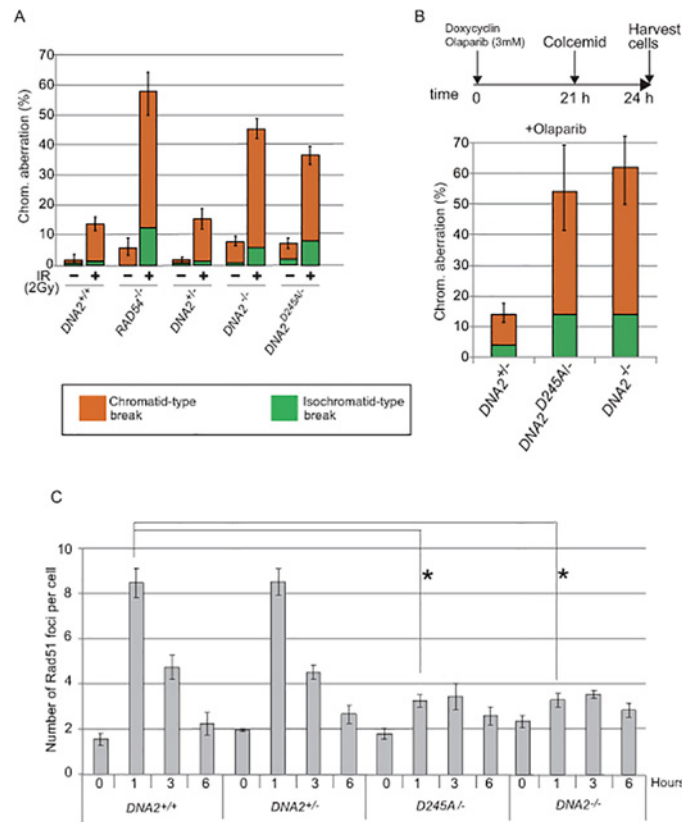 A
Chrom. aberration (%)
70
60
50
40
30
20
10
0
IR – + – + – + – + – +
(2Gy)
DNA2+/+
RAD54-/-
DNA2+/-
DNA2-/-
DNA2D245A/-
B
Doxycyclin
Olaparib (3mM)
Colcemid
Harvest
cells
time
0
21 h
24 h
+Olaparib
Chrom. aberration (%)
70
60
50
40
30
20
10
0
DNA2+/-
DNA2D245A/-
DNA2-/-
Chromatid-type
break
Isochromatid-type
break
C
Number of Rad51 foci per cell
10
8
6
4
2
0
* *
0 1 3 6 0 1 3 6 0 1 3 6 0 1 3 6 Hours
DNA2+/+ DNA2+/- D245A/- DNA2-/-